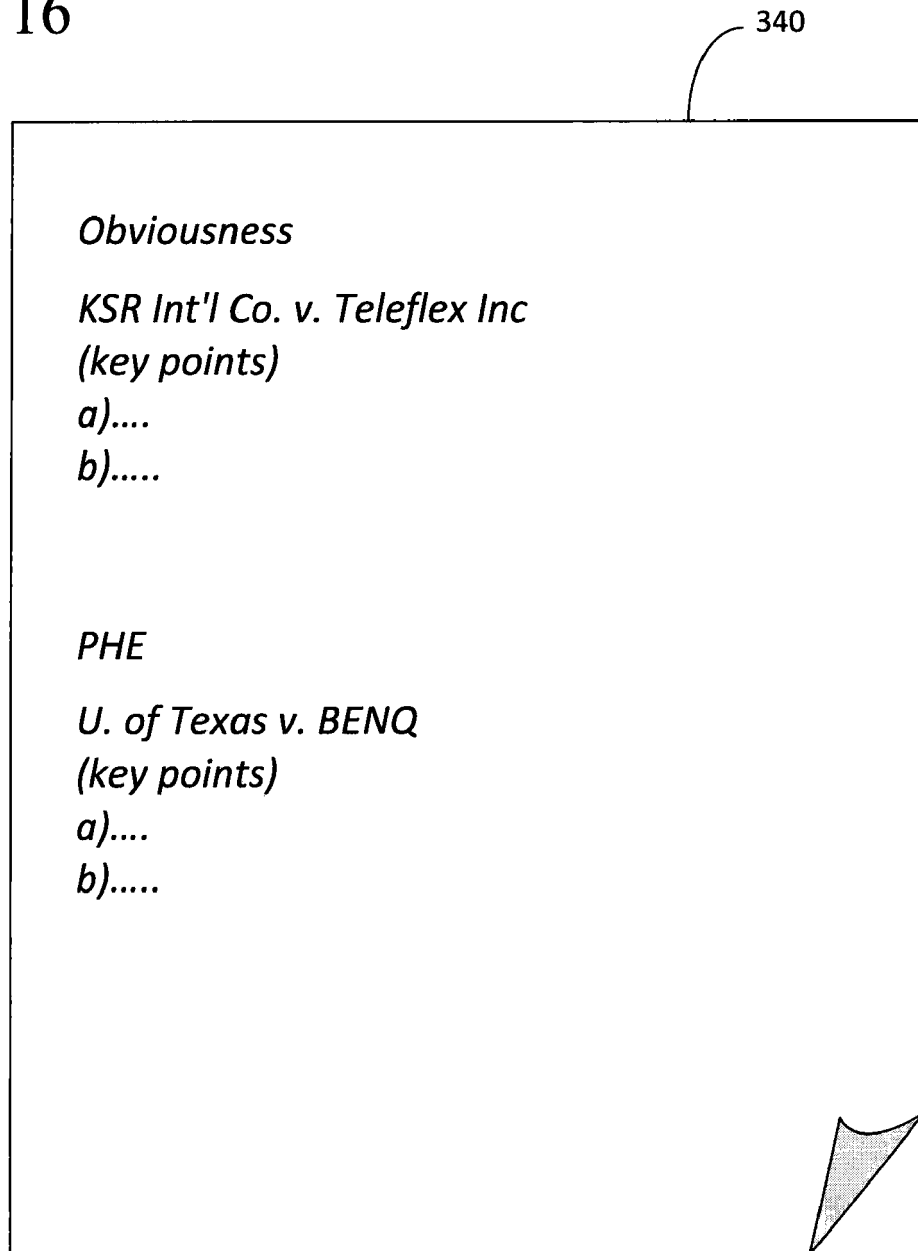 16
340
Obviousness
KSR Int'l Co. v. Teleflex Inc
(key points)
a)....
b).....
PHE
U. of Texas v. BENQ
(key points)
a)....
b).....